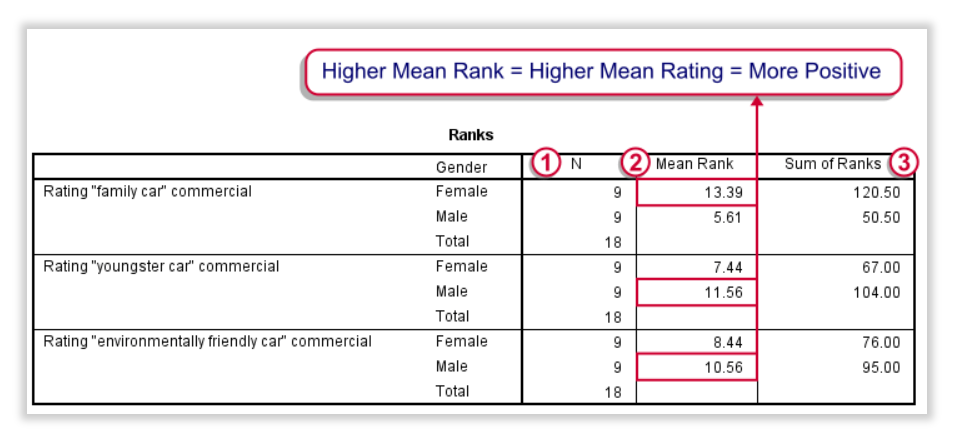 Higher Mean Rank = Higher Mean Rating = More Positive
Ranks
Gender 1 N 2 Mean Rank Sum of Ranks 3
Rating "family car" commercial Female 9 13.39 120.50
Male 9 5.61 50.50
Total 18
Rating "youngster car" commercial Female 9 7.44 67.00
Male 9 11.56 104.00
Total 18
Rating "environmentally friendly car" commercial Female 9 8.44 76.00
Male 9 10.56 95.00
Total 18